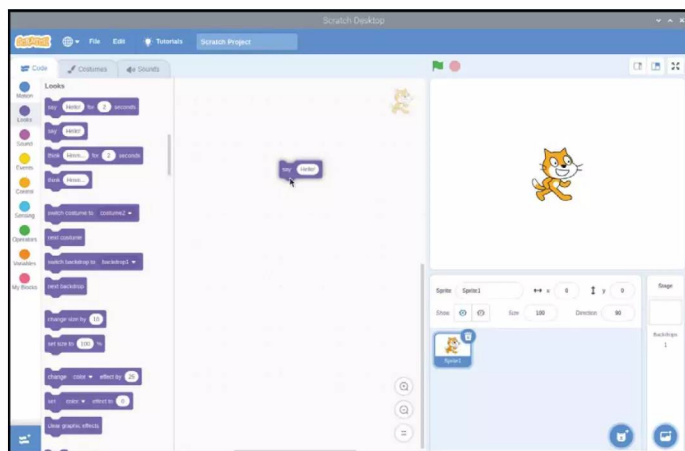 Scratch Desktop
SCRATCH File Edit Tutorials Scratch Project
Code Costumes Sounds
Motion
Looks
Sound
Events
Control
Sensing
Operators
Variables
My Blocks
Looks
say Hello! for 2 seconds
say Hello!
think Hmm... for 2 seconds
think Hmm...
switch costume to costume2
next costume
switch backdrop to backdrop1
next backdrop
change size by 10
set size to 100 %
change color effect by 25
set color effect to 0
clear graphic effects
say Hello!
Sprite Sprite1 x 0 y 0
Show Size 100 Direction 90
Sprite1
Stage
Backdrops
1